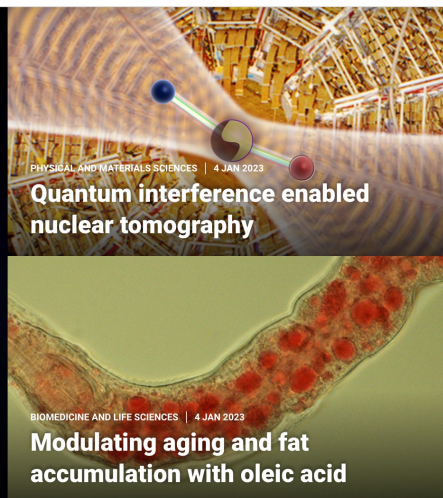 PHYSICAL AND MATERIALS SCIENCES | 4 JAN 2023
Quantum interference enabled
nuclear tomography
BIOMEDICINE AND LIFE SCIENCES | 4 JAN 2023
Modulating aging and fat
accumulation with oleic acid